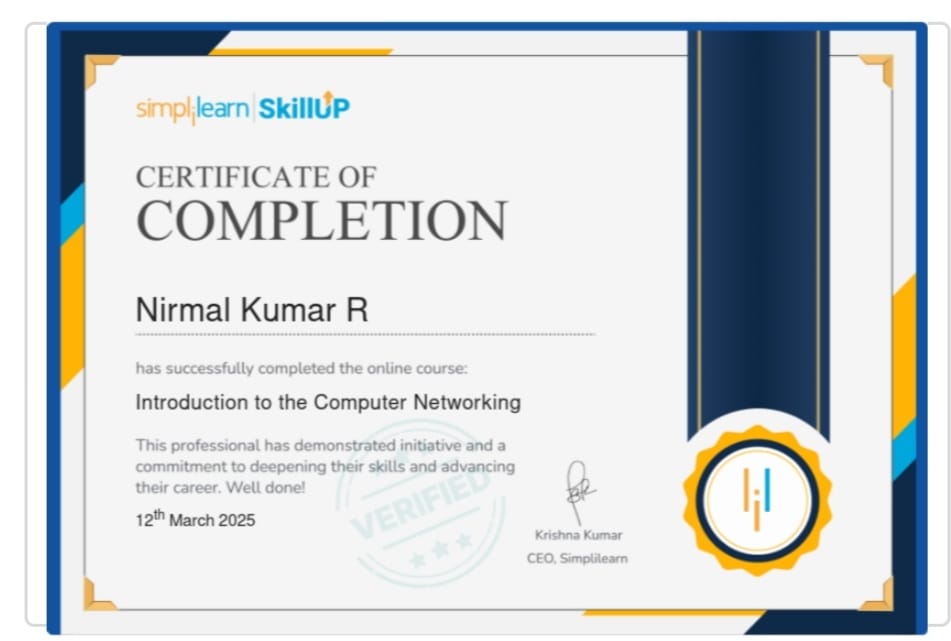 simplilearn | SkillUP
CERTIFICATE OF
COMPLETION
Nirmal Kumar R
has successfully completed the online course:
Introduction to the Computer Networking
This professional has demonstrated initiative and a
commitment to deepening their skills and advancing
their career. Well done!
VERIFIED
12th March 2025
Krishna Kumar
CEO, Simplilearn